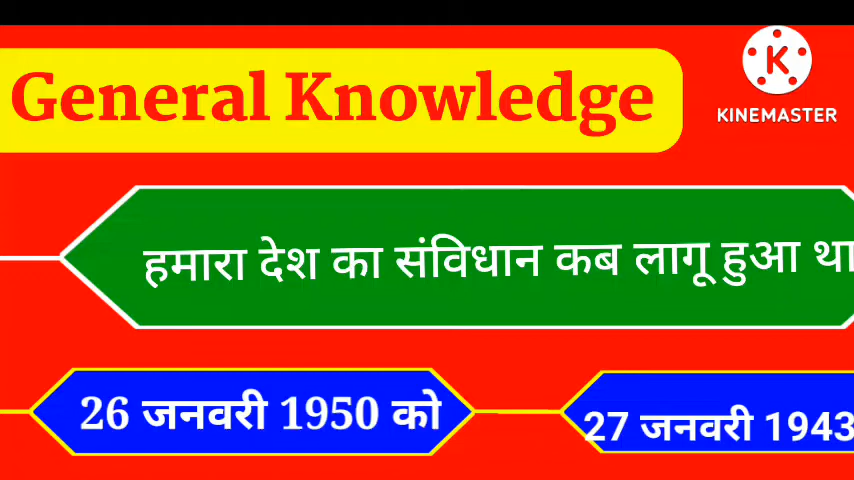 General Knowledge
KINEMASTER
हमारा देश का संविधान कब लागू हुआ था
26 जनवरी 1950 को
27 जनवरी 1943